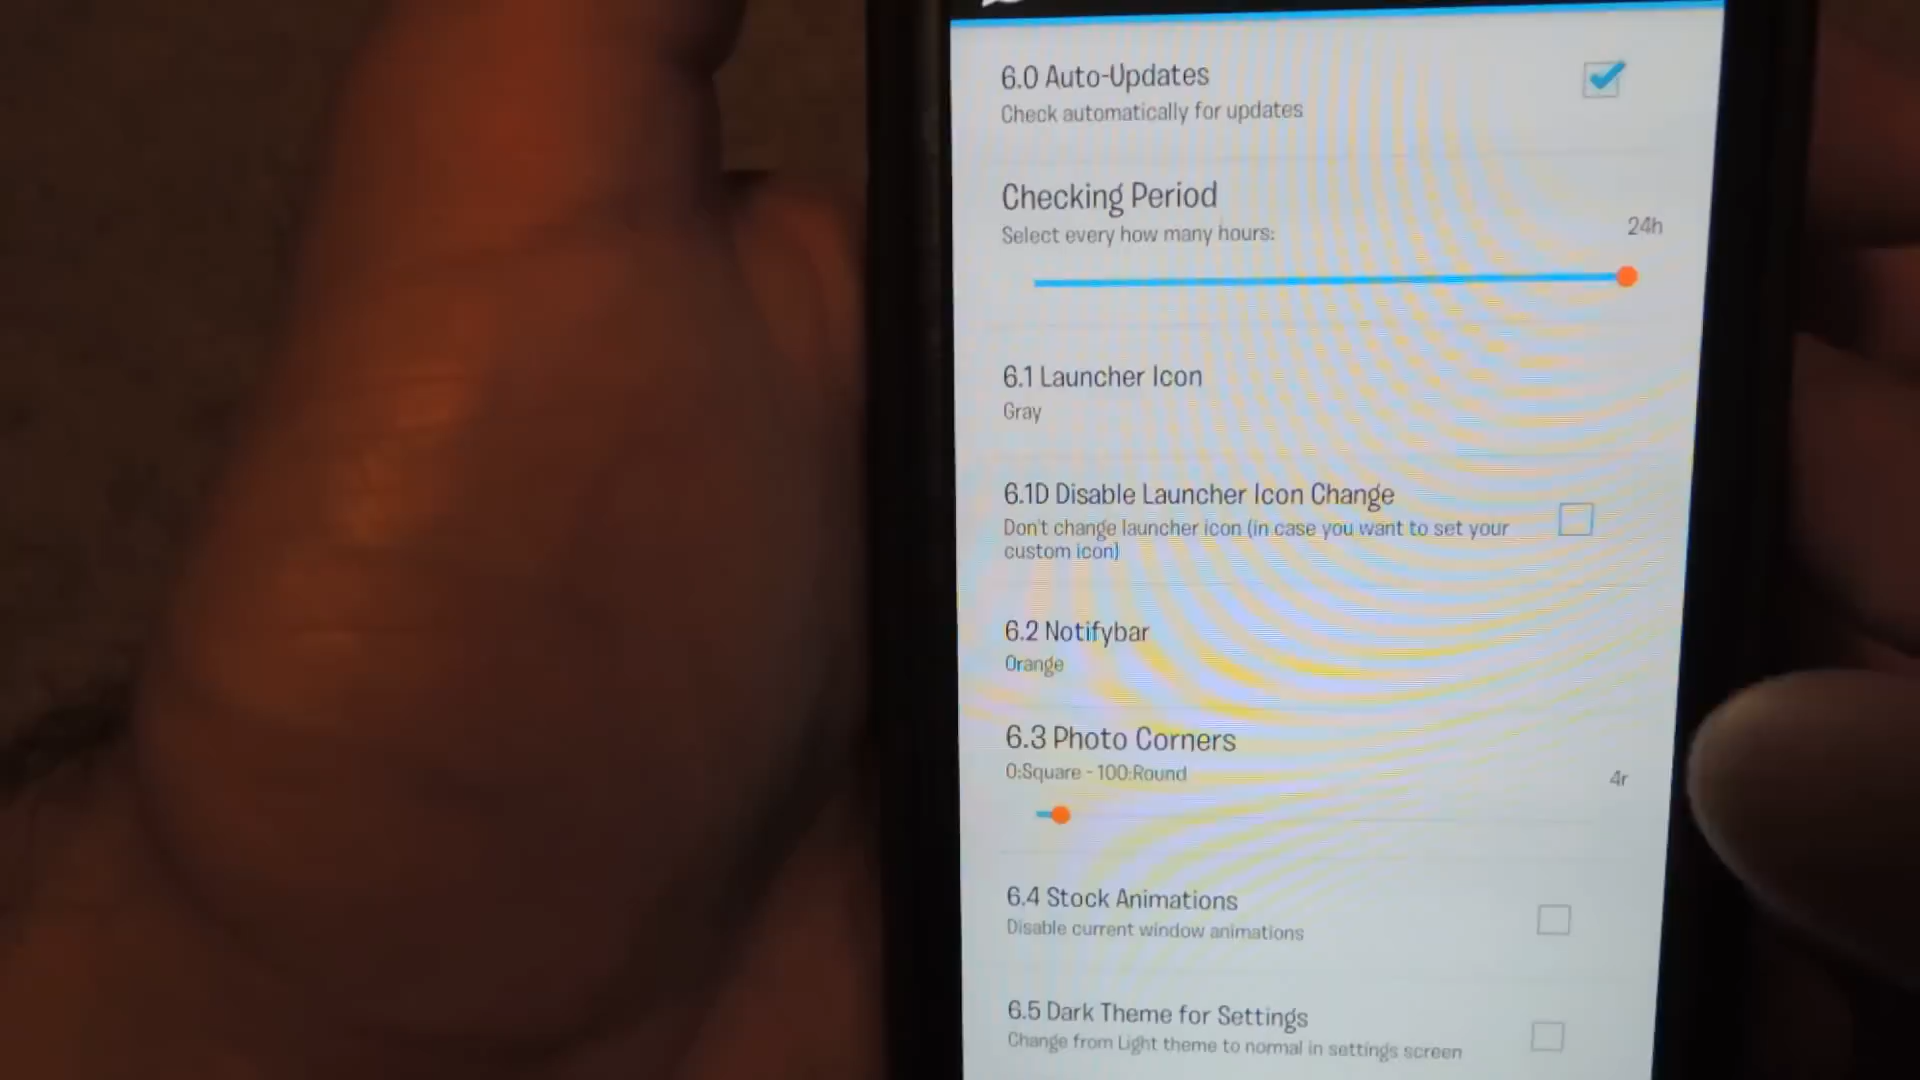 6.0 Auto-Updates
Check automatically for updates
Checking Period
Select every how many hours:
24h
6.1 Launcher Icon
Gray
6.1D Disable Launcher Icon Change
Don't change launcher icon (in case you want to set your
custom icon)
6.2 Notifybar
Orange
6.3 Photo Corners
0:Square - 100:Round
4r
6.4 Stock Animations
Disable current window animations
6.5 Dark Theme for Settings
Change from Light theme to normal in settings screen